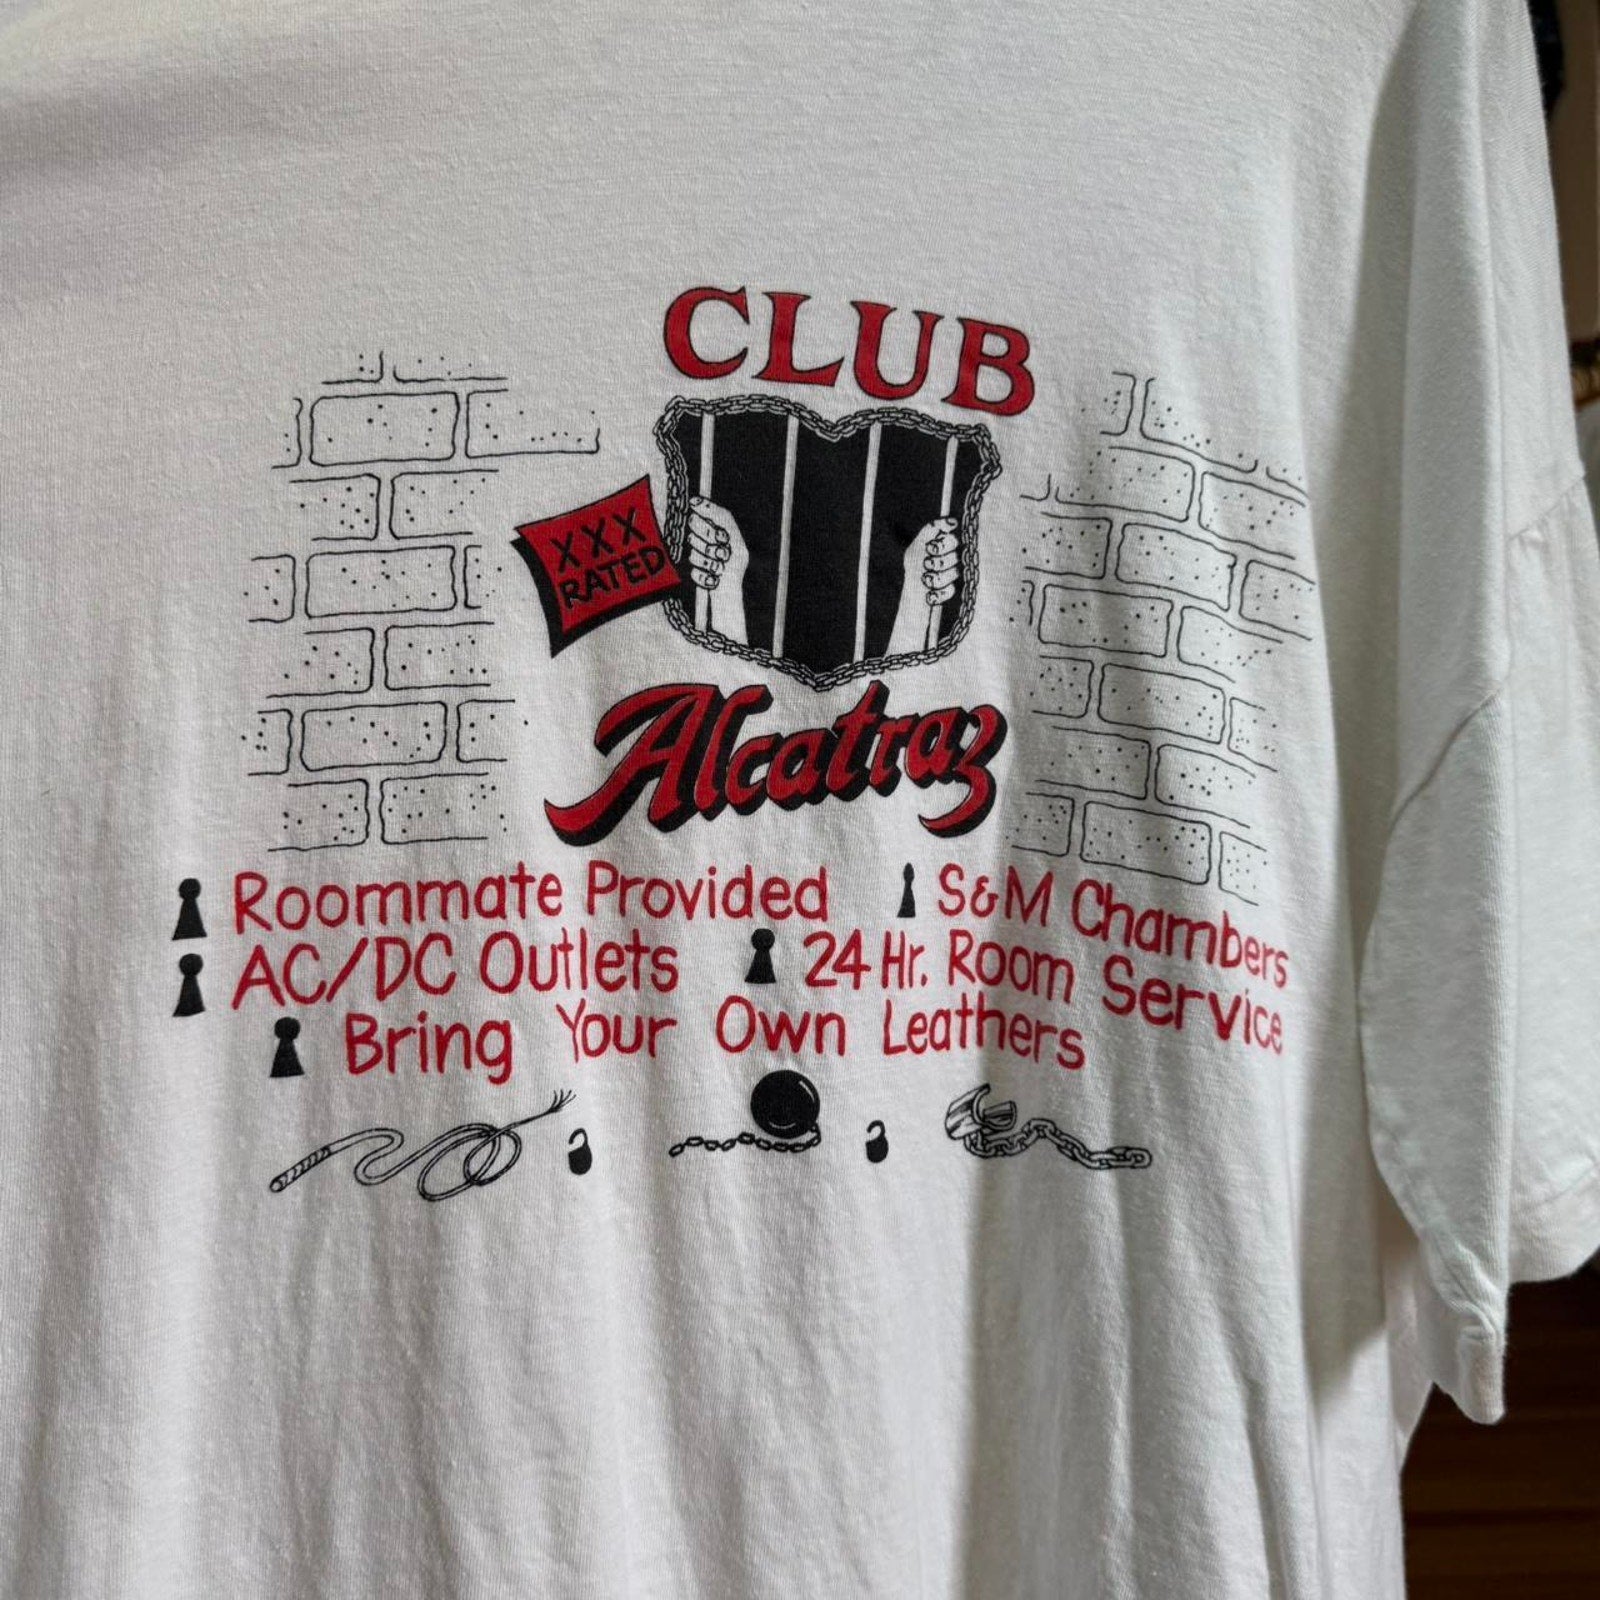 CLUB
XXX
RATED
Alcatraz
Roommate Provided S&M Chambers
AC/DC Outlets 24 Hr. Room Service
Bring Your Own Leathers